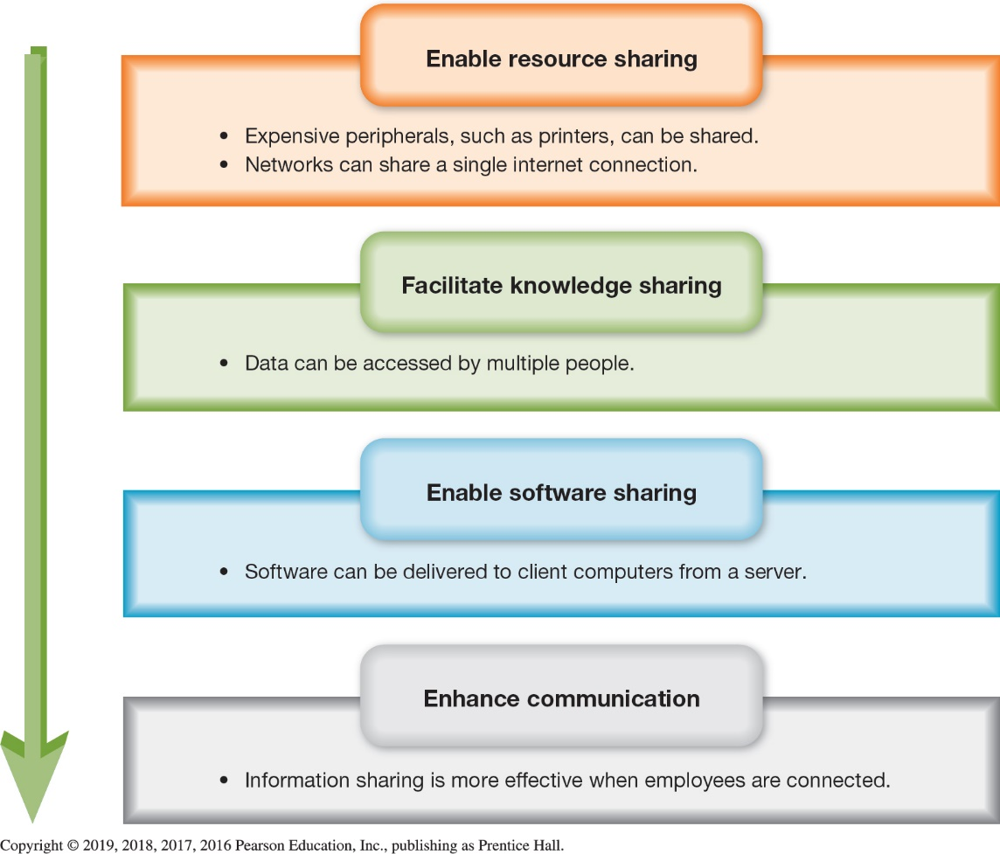 Enable resource sharing
• Expensive peripherals, such as printers, can be shared.
• Networks can share a single internet connection.
Facilitate knowledge sharing
• Data can be accessed by multiple people.
Enable software sharing
• Software can be delivered to client computers from a server.
Enhance communication
• Information sharing is more effective when employees are connected.
Copyright © 2019, 2018, 2017, 2016 Pearson Education, Inc., publishing as Prentice Hall.